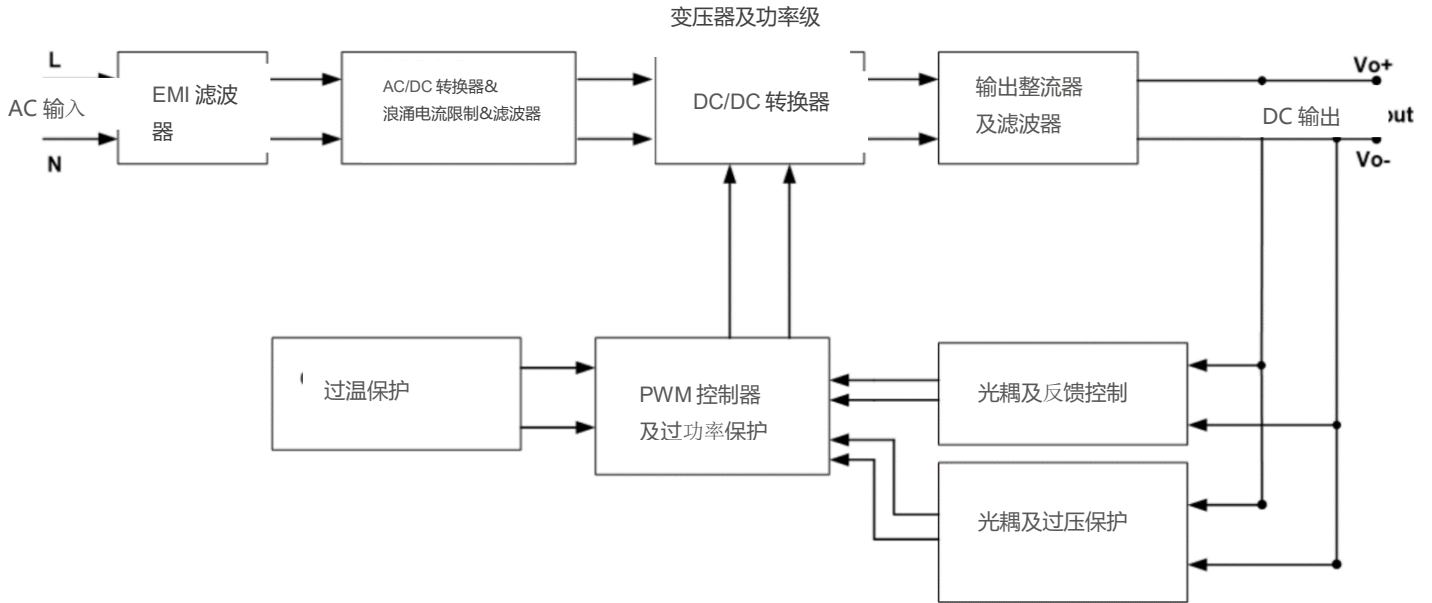 变压器及功率级
L
AC 输入
N
EMI 滤波
器
AC/DC 转换器&
浪涌电流限制&滤波器
DC/DC 转换器
输出整流器
及滤波器
Vo+
DC 输出
Vo-
过温保护
PWM 控制器
及过功率保护
光耦及反馈控制
光耦及过压保护